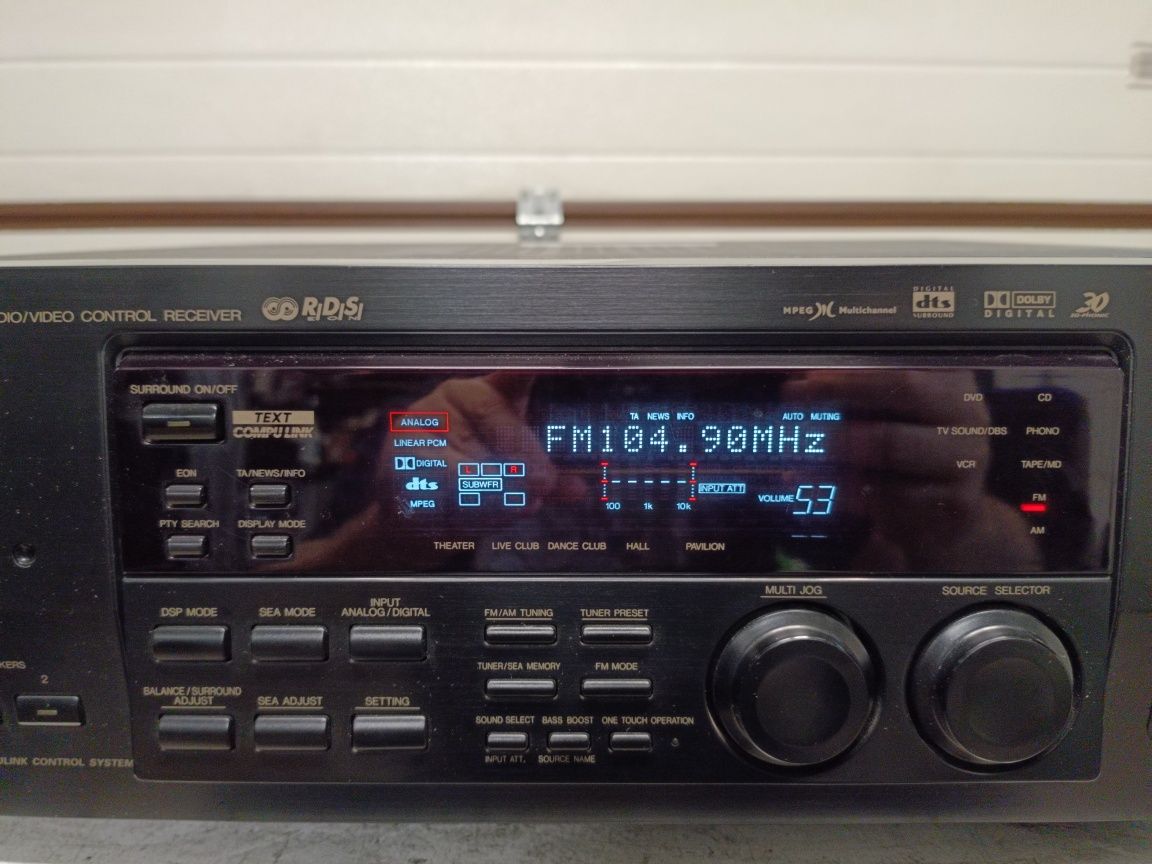 DIO/VIDEO CONTROL RECEIVER
R·D·S
EON
MPEG Multichannel
DIGITAL
dts
SURROUND
DOLBY
DIGITAL
3D
3D-PHONIC
SURROUND ON/OFF
TEXT
COMPU LINK
EON
TA/NEWS/INFO
PTY SEARCH
DISPLAY MODE
ANALOG
LINEAR PCM
DIGITAL
dts
MPEG
L R
SUBWFR
TA NEWS INFO
AUTO MUTING
FM104.90MHz
100 1k 10k
INPUT ATT
VOLUME 53
THEATER LIVE CLUB DANCE CLUB HALL PAVILION
DVD CD
TV SOUND/DBS PHONO
VCR TAPE/MD
FM
AM
DSP MODE
SEA MODE
INPUT
ANALOG/DIGITAL
BALANCE/SURROUND
ADJUST
SEA ADJUST
SETTING
FM/AM TUNING
TUNER PRESET
TUNER/SEA MEMORY
FM MODE
SOUND SELECT
BASS BOOST
ONE TOUCH OPERATION
INPUT ATT.
SOURCE NAME
MULTI JOG
SOURCE SELECTOR
KERS
2
ULINK CONTROL SYSTEM